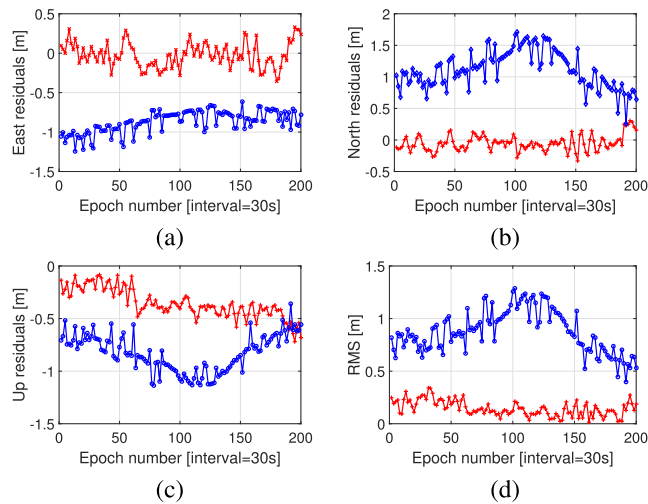 0.5
0
-0.5
-1
-1.5
East residuals [m]
0 50 100 150 200
Epoch number [interval=30s]
(a)
2
1.5
1
0.5
0
-0.5
North residuals [m]
0 50 100 150 200
Epoch number [interval=30s]
(b)
0
-0.5
-1
-1.5
Up residuals [m]
0 50 100 150 200
Epoch number [interval=30s]
(c)
1.5
1
0.5
0
RMS [m]
0 50 100 150 200
Epoch number [interval=30s]
(d)